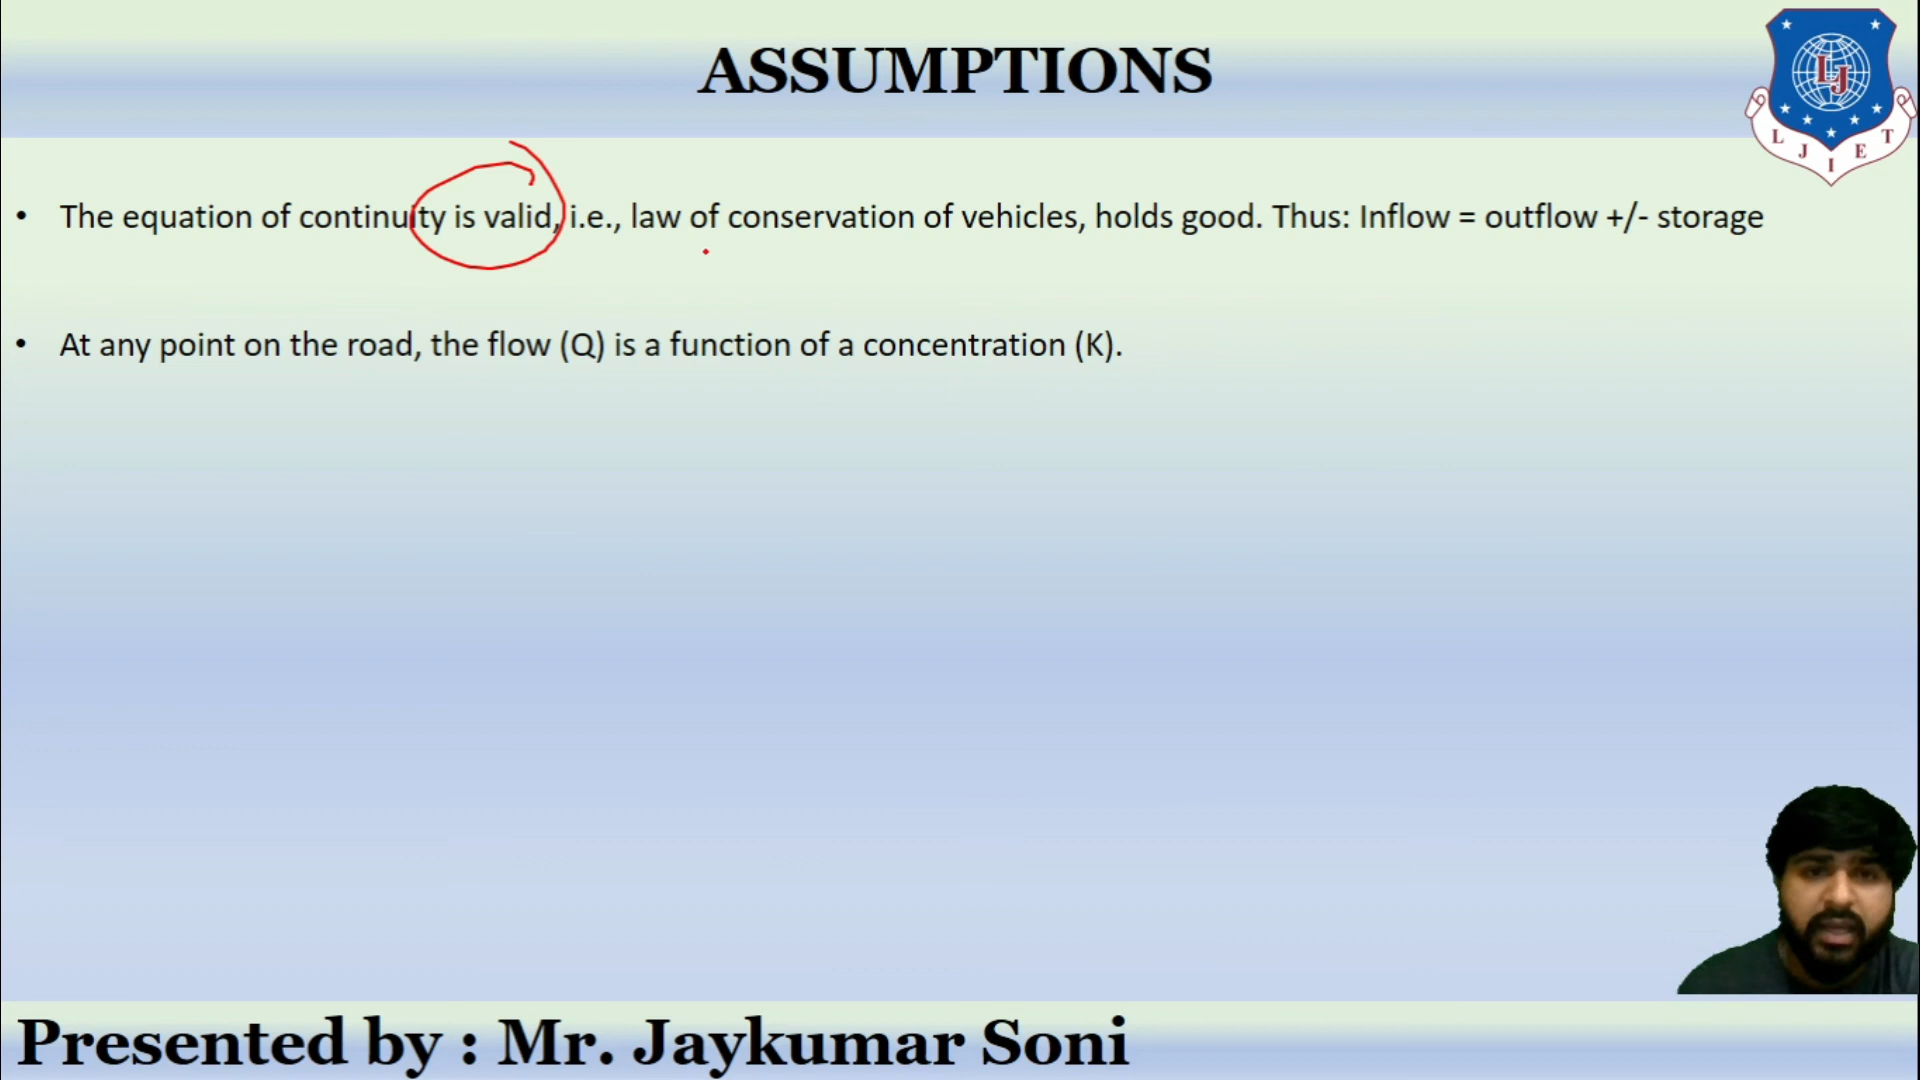 ASSUMPTIONS
LJ
L J I E T
• The equation of continuity is valid, i.e., law of conservation of vehicles, holds good. Thus: Inflow = outflow +/- storage
• At any point on the road, the flow (Q) is a function of a concentration (K).
Presented by : Mr. Jaykumar Soni